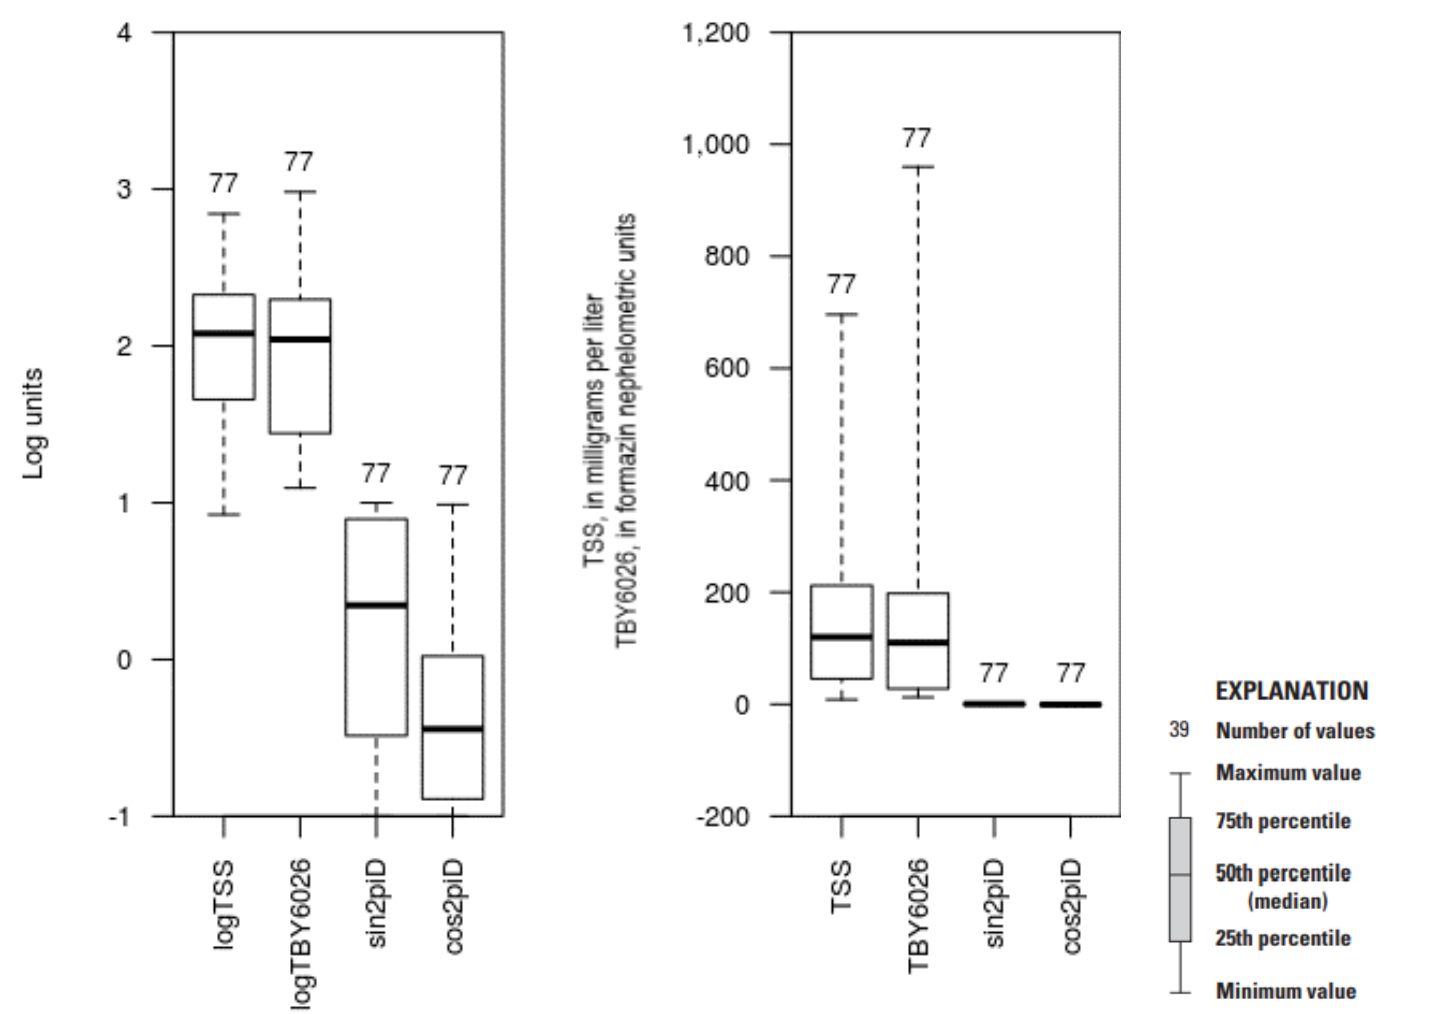 4
3
2
1
0
-1
Log units
77
77
77
77
logTSS
logTBY6026
sin2piD
cos2piD
1,200
1,000
800
600
400
200
0
-200
TSS, in milligrams per liter
TBY6026, in formazin nephelometric units
77
77
77
77
TSS
TBY6026
sin2piD
cos2piD
EXPLANATION
39 Number of values
Maximum value
75th percentile
50th percentile
(median)
25th percentile
Minimum value